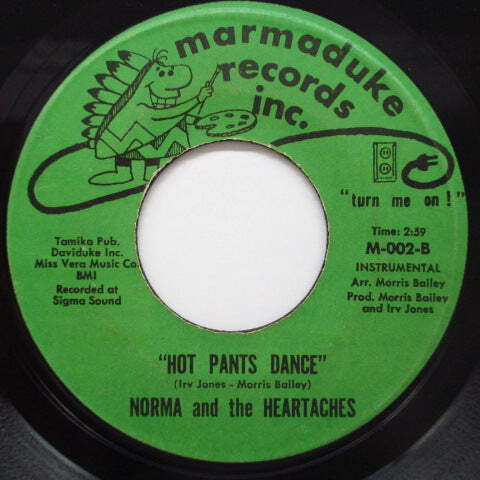 marmaduke
records
inc.
"turn me on!"
Tamika Pub.
Daviduke Inc.
Miss Vera Music Co.
BMI
Recorded at
Sigma Sound
Time: 2:59
M-002-B
INSTRUMENTAL
Arr. Morris Bailey
Prod. Morris Bailey
and Irv Jones
"HOT PANTS DANCE"
(Irv Jones - Morris Bailey)
NORMA and the HEARTACHES